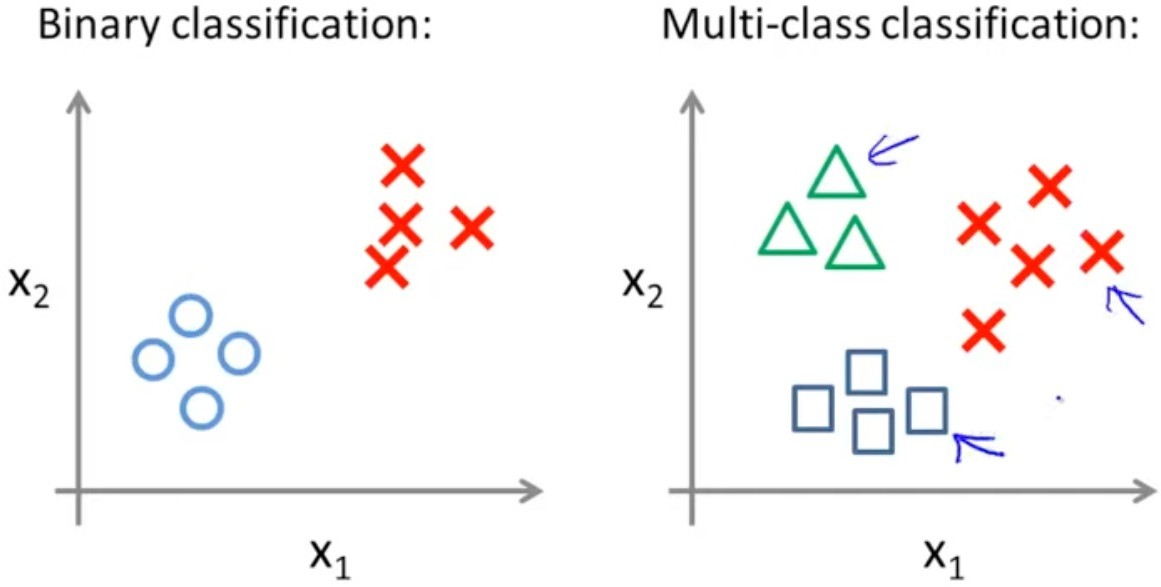 Binary classification:
Multi-class classification:
x₂
x₁
x₂
x₁